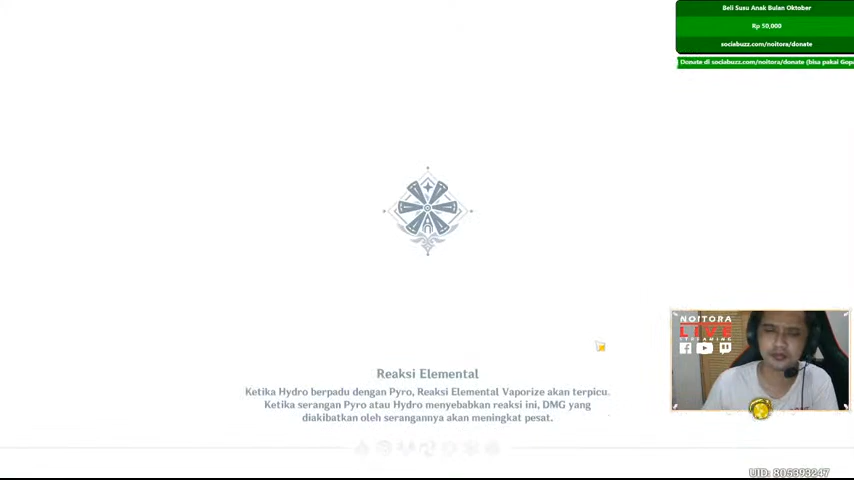 Beli Susu Anak Bulan Oktober
Rp 50,000
sociabuzz.com/noitora/donate
Donate di sociabuzz.com/noitora/donate (bisa pakai Gopa
NOITORA
LIVE
STREAMING
Reaksi Elemental
Ketika Hydro berpadu dengan Pyro, Reaksi Elemental Vaporize akan terpicu.
Ketika serangan Pyro atau Hydro menyebabkan reaksi ini, DMG yang
diakibatkan oleh serangannya akan meningkat pesat.
UID: 805393247